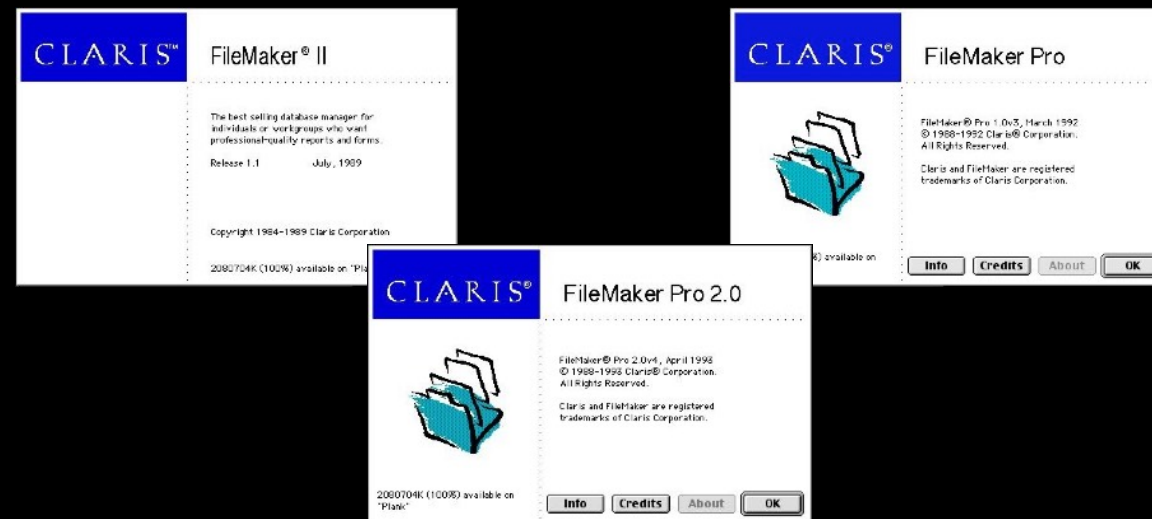 CLARIS™
FileMaker® II
The best selling database manager for
individuals or workgroups who want
professional-quality reports and forms.
Release 1.1 July, 1989
Copyright 1984-1989 Claris Corporation
2080704K (100%) available on "Pla
CLARIS®
FileMaker Pro
FileMaker® Pro 1.0v3, March 1992
© 1988-1992 Claris® Corporation.
All Rights Reserved.
Claris and FileMaker are registered
trademarks of Claris Corporation.
%) available on
Info Credits About OK
CLARIS®
FileMaker Pro 2.0
FileMaker® Pro 2.0v4, April 1993
© 1988-1993 Claris® Corporation.
All Rights Reserved.
Claris and FileMaker are registered
trademarks of Claris Corporation.
2080704K (100%) available on
"Plank"
Info Credits About OK